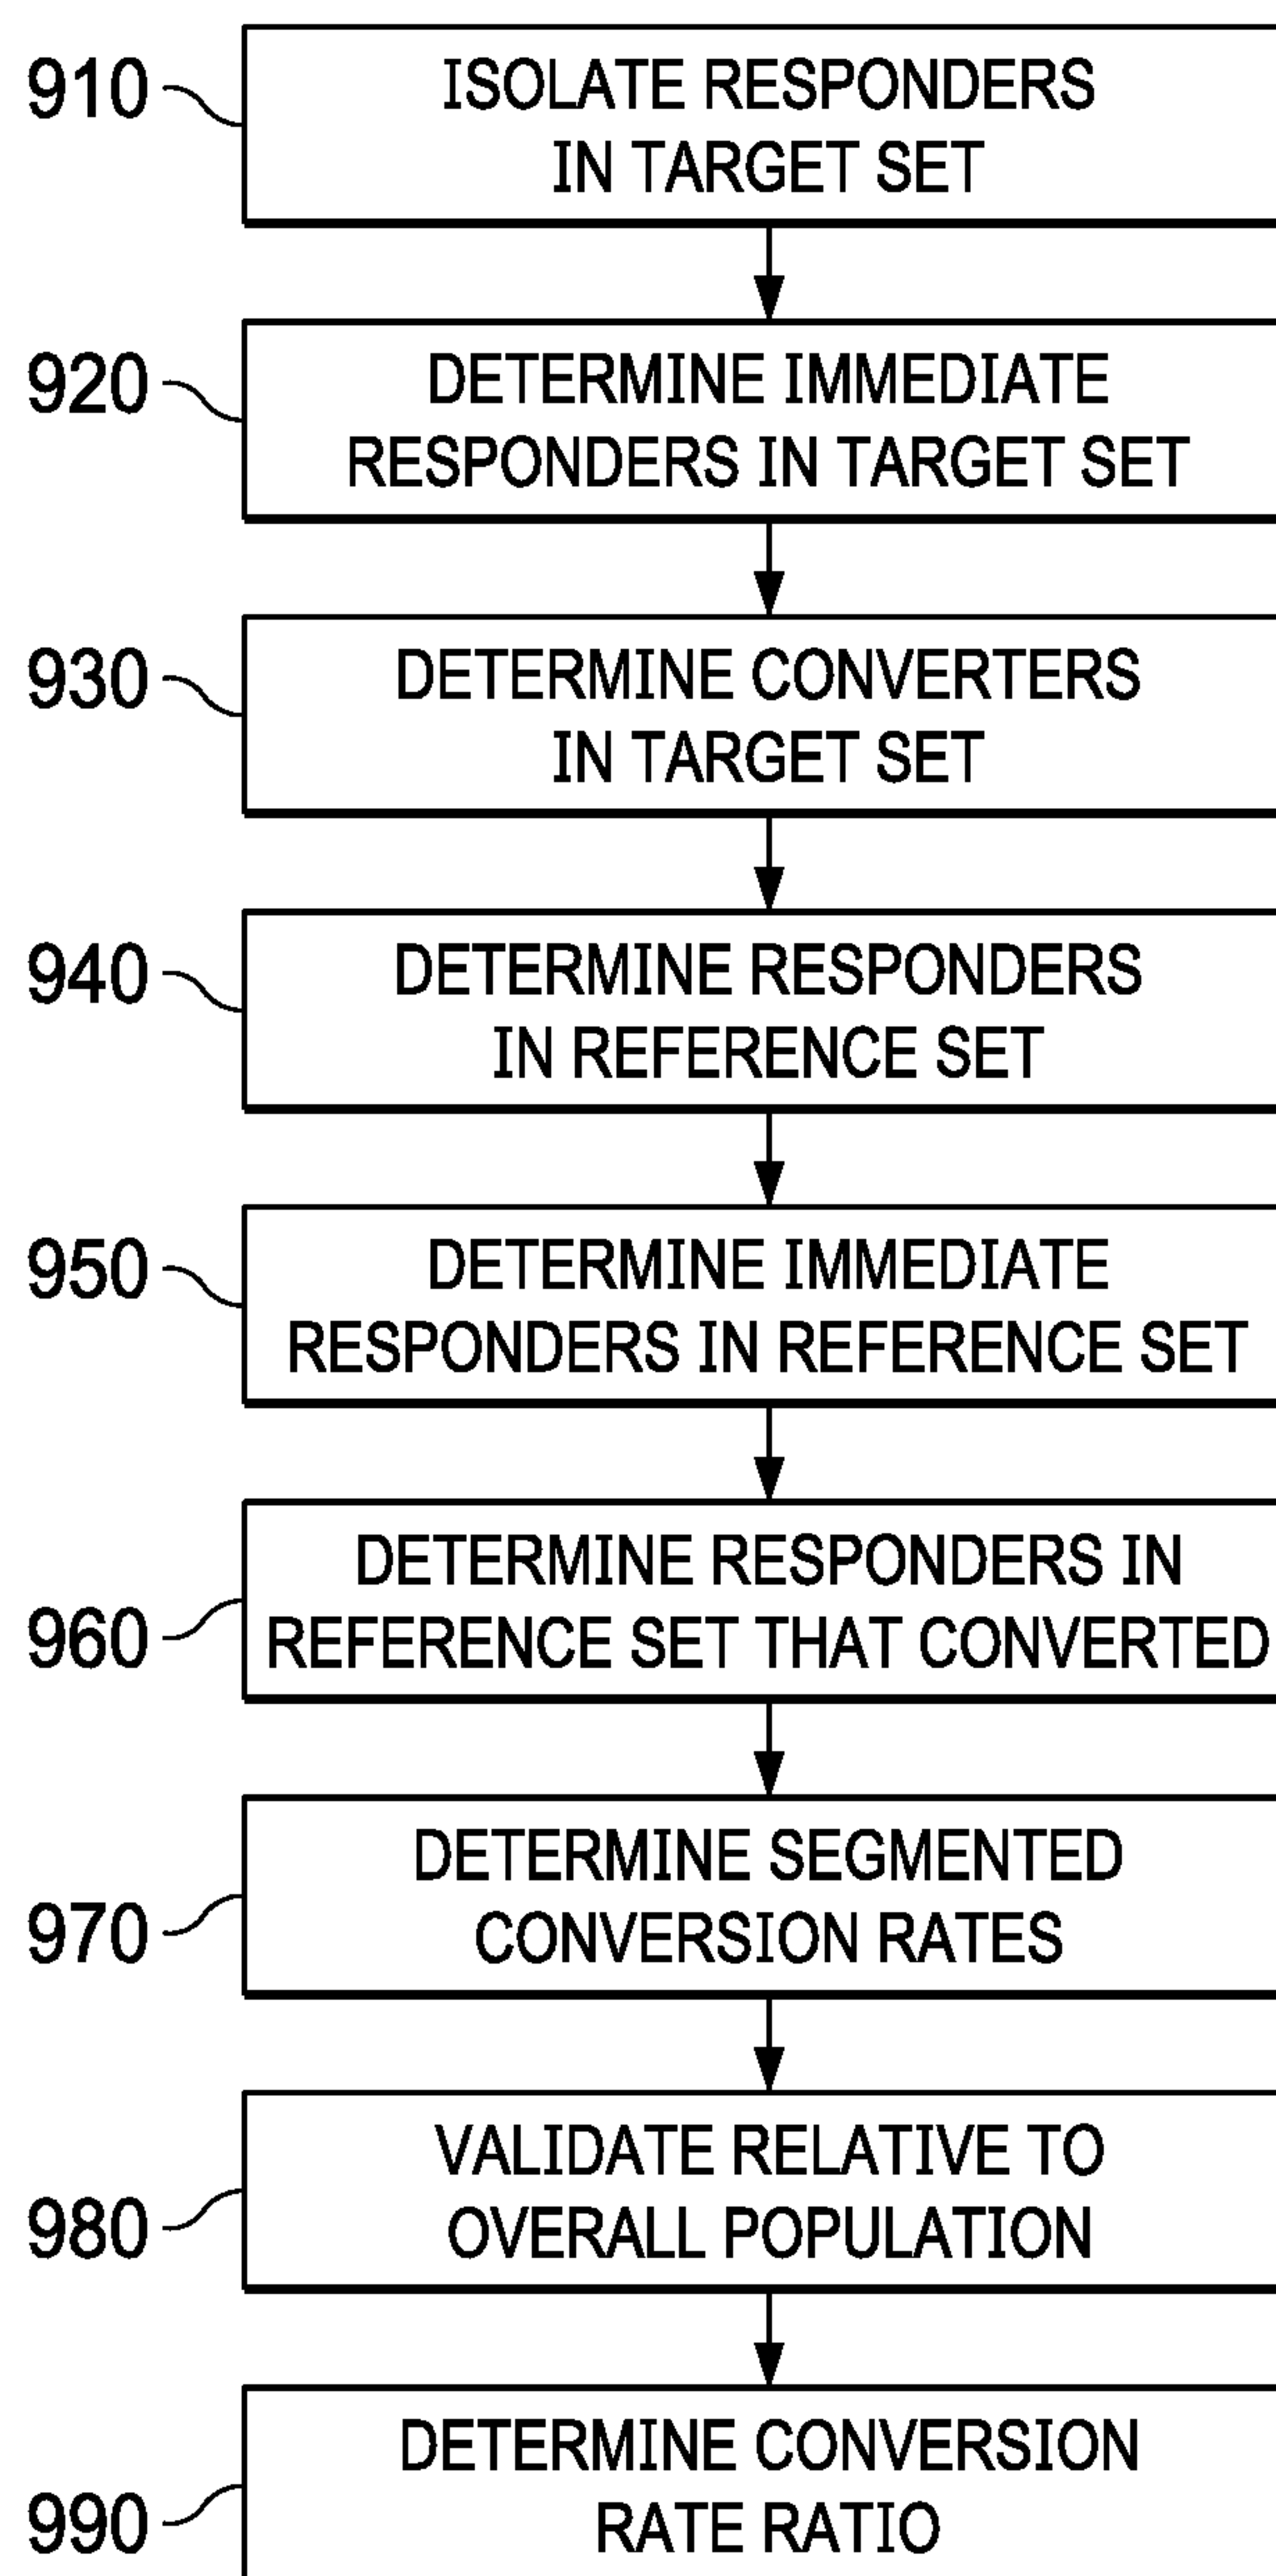 910
ISOLATE RESPONDERS
IN TARGET SET
920
DETERMINE IMMEDIATE
RESPONDERS IN TARGET SET
930
DETERMINE CONVERTERS
IN TARGET SET
940
DETERMINE RESPONDERS
IN REFERENCE SET
950
DETERMINE IMMEDIATE
RESPONDERS IN REFERENCE SET
960
DETERMINE RESPONDERS IN
REFERENCE SET THAT CONVERTED
970
DETERMINE SEGMENTED
CONVERSION RATES
980
VALIDATE RELATIVE TO
OVERALL POPULATION
990
DETERMINE CONVERSION
RATE RATIO